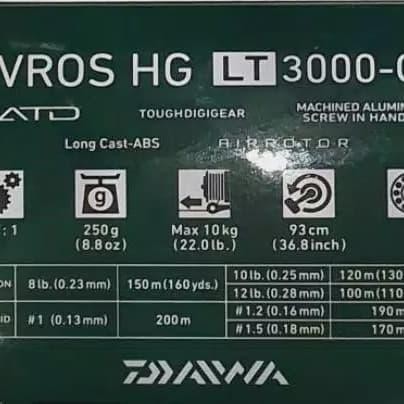 VROS HG LT 3000-C
ATD TOUGHDIGIGEAR MACHINED ALUMIN
SCREW IN HAND
Long Cast-ABS AIRROTOR
: 1
g
250g
(8.8oz)
Max 10kg
(22.0lb.)
93cm
(36.8inch)
ON 8lb.(0.23mm) 150m(160yds.) 10lb.(0.25mm) 120m(130
12lb.(0.28mm) 100m(110
ID #1 (0.13mm) 200m #1.2(0.16mm) 190m
#1.5(0.18mm) 170m
DAIWA